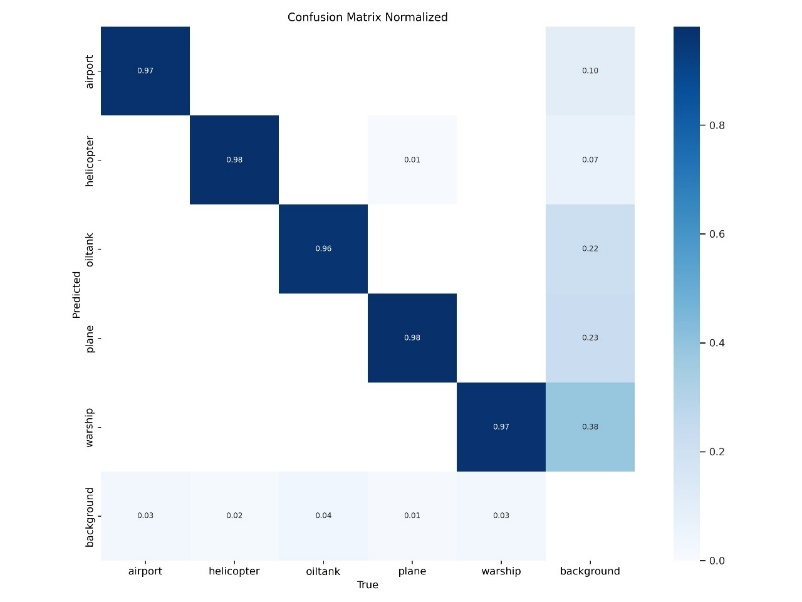 Confusion Matrix Normalized
airport
0.97
0.10
helicopter
0.98
0.01
0.07
oiltank
0.96
0.22
Predicted
plane
0.98
0.23
warship
0.97
0.38
background
0.03
0.02
0.04
0.01
0.03
airport helicopter oiltank plane warship background
True
0.8
0.6
0.4
0.2
0.0